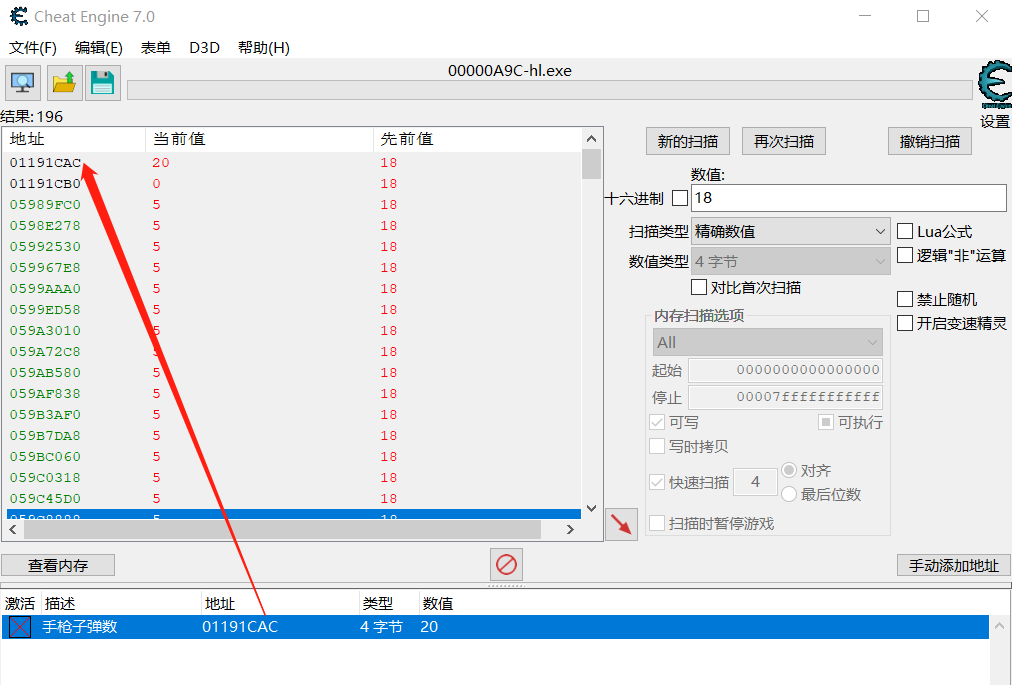 Cheat Engine 7.0
文件(F) 编辑(E) 表单 D3D 帮助(H)
00000A9C-hl.exe
设置
结果: 196
地址 当前值 先前值
01191CAC 20 18
01191CB0 0 18
05989FC0 5 18
0598E278 5 18
05992530 5 18
059967E8 5 18
0599AAA0 5 18
0599ED58 5 18
059A3010 5 18
059A72C8 5 18
059AB580 5 18
059AF838 5 18
059B3AF0 5 18
059B7DA8 5 18
059BC060 5 18
059C0318 5 18
059C45D0 5 18
059C8888 5 18
新的扫描 再次扫描 撤销扫描
数值:
十六进制 18
扫描类型 精确数值 Lua公式
数值类型 4 字节 逻辑"非"运算
对比首次扫描
内存扫描选项 禁止随机
All 开启变速精灵
起始 0000000000000000
停止 00007fffffffffff
可写 可执行
写时拷贝
快速扫描 4 对齐
最后位数
扫描时暂停游戏
查看内存 手动添加地址
激活 描述 地址 类型 数值
手枪子弹数 01191CAC 4 字节 20